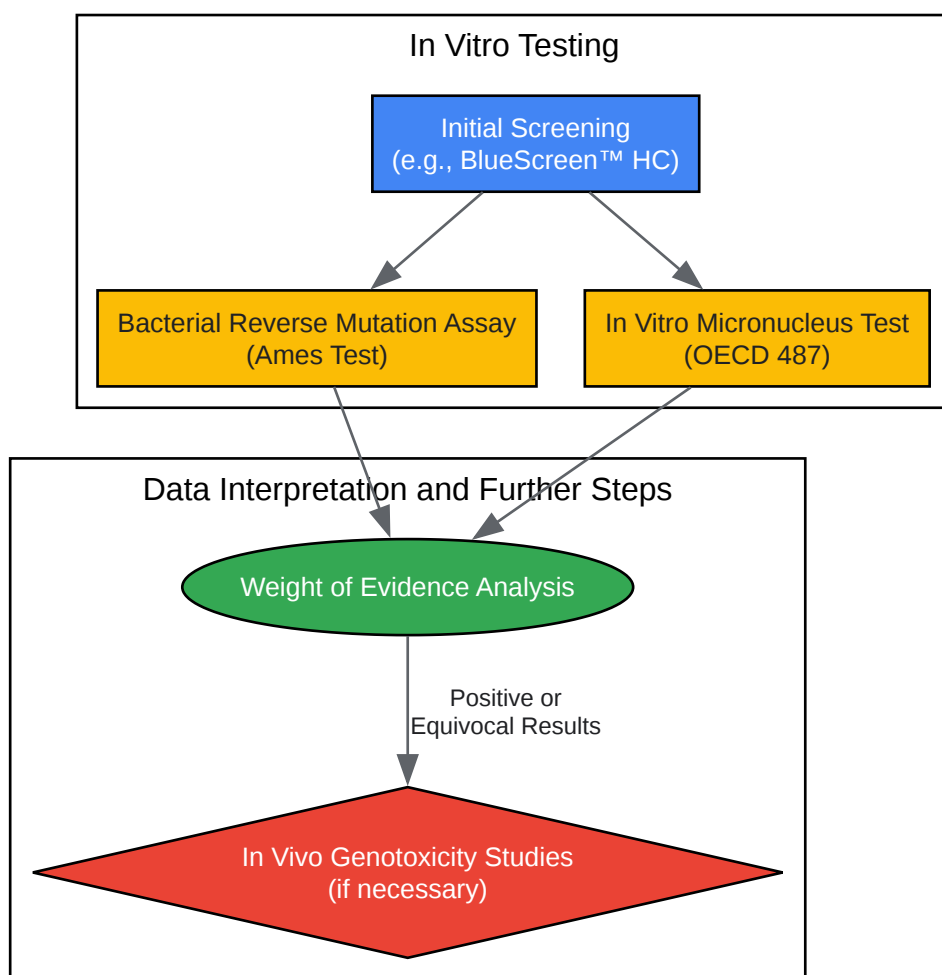 In Vitro Testing
Initial Screening
(e.g., BlueScreen™ HC)
Bacterial Reverse Mutation Assay
(Ames Test)
In Vitro Micronucleus Test
(OECD 487)
Data Interpretation and Further Steps
Weight of Evidence Analysis
Positive or
Equivocal Results
In Vivo Genotoxicity Studies
(if necessary)